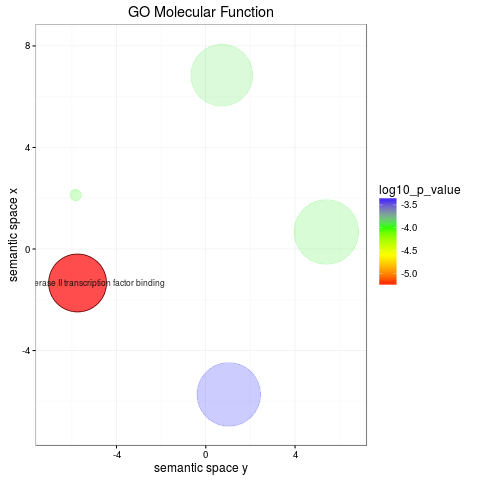 GO Molecular Function
8
4
0
-4
semantic space x
erase II transcription factor binding
-4
0
4
semantic space y
log10_p_value
-3.5
-4.0
-4.5
-5.0